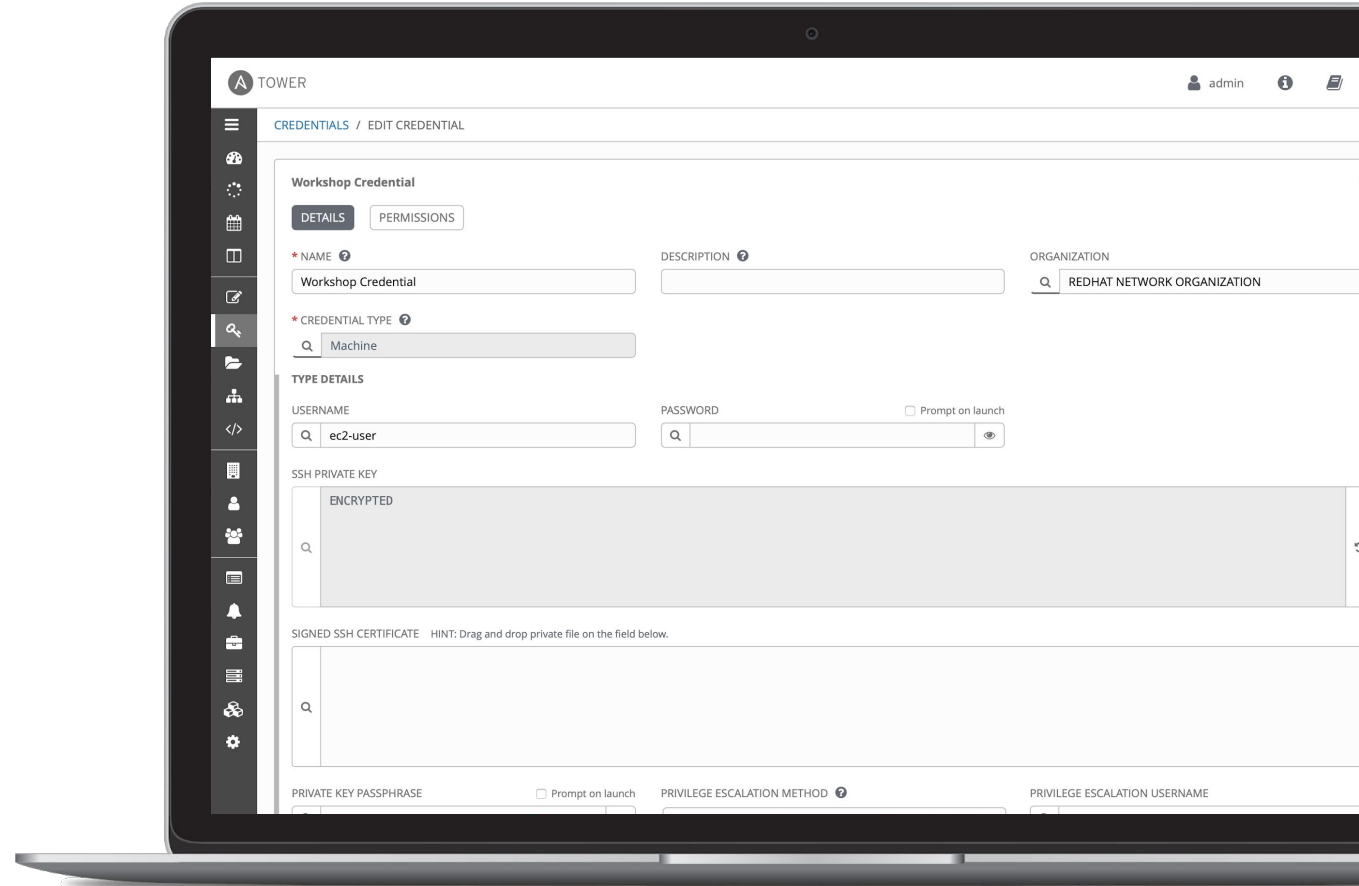 TOWER
admin
CREDENTIALS / EDIT CREDENTIAL
Workshop Credential
DETAILS PERMISSIONS
* NAME DESCRIPTION ORGANIZATION
Workshop Credential REDHAT NETWORK ORGANIZATION
* CREDENTIAL TYPE
Machine
TYPE DETAILS
USERNAME PASSWORD Prompt on launch
ec2-user
SSH PRIVATE KEY
ENCRYPTED
SIGNED SSH CERTIFICATE HINT: Drag and drop private file on the field below.
PRIVATE KEY PASSPHRASE Prompt on launch PRIVILEGE ESCALATION METHOD PRIVILEGE ESCALATION USERNAME